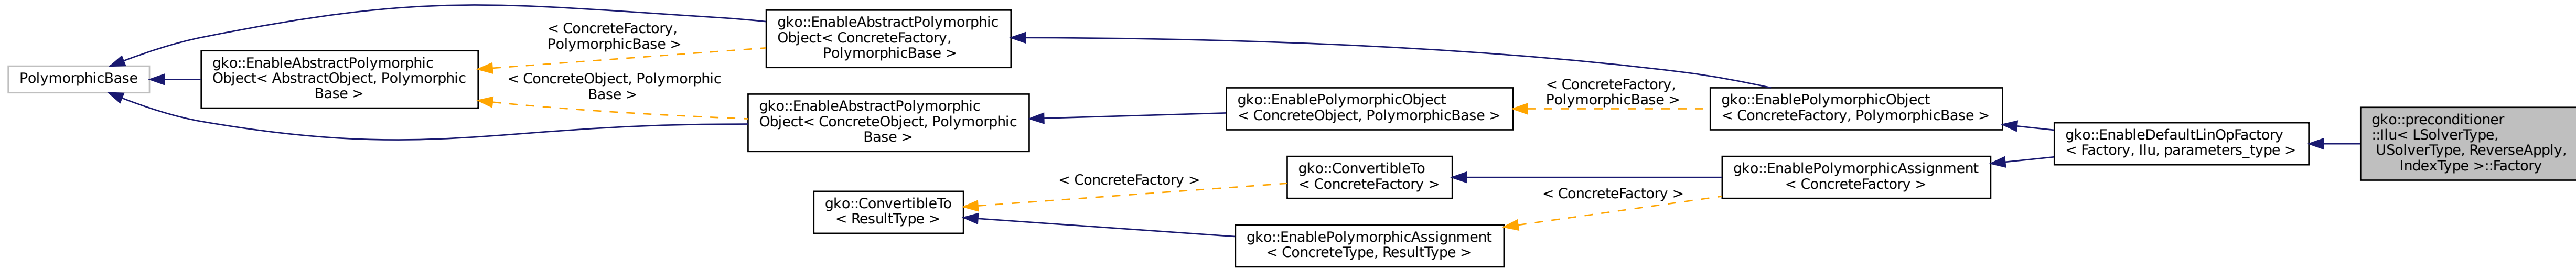 PolymorphicBase
gko::EnableAbstractPolymorphic
Object< AbstractObject, Polymorphic
Base >
< ConcreteFactory,
PolymorphicBase >
< ConcreteObject, Polymorphic
Base >
gko::EnableAbstractPolymorphic
Object< ConcreteFactory,
PolymorphicBase >
gko::EnableAbstractPolymorphic
Object< ConcreteObject, Polymorphic
Base >
gko::ConvertibleTo
< ResultType >
< ConcreteFactory >
gko::EnablePolymorphicObject
< ConcreteObject, PolymorphicBase >
gko::ConvertibleTo
< ConcreteFactory >
gko::EnablePolymorphicAssignment
< ConcreteType, ResultType >
< ConcreteFactory,
PolymorphicBase >
< ConcreteFactory >
gko::EnablePolymorphicObject
< ConcreteFactory, PolymorphicBase >
gko::EnablePolymorphicAssignment
< ConcreteFactory >
gko::EnableDefaultLinOpFactory
< Factory, Ilu, parameters_type >
gko::preconditioner
::Ilu< LSolverType,
USolverType, ReverseApply,
IndexType >::Factory